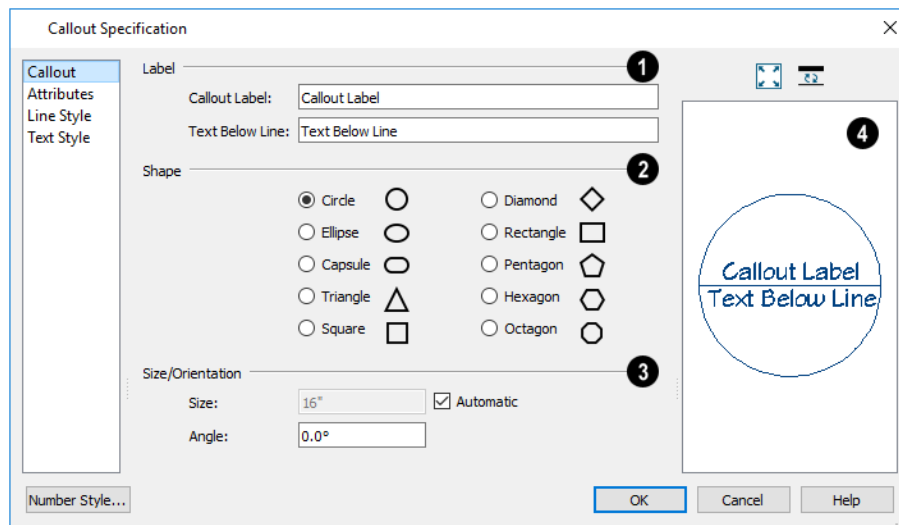 Callout Specification
Callout
Attributes
Line Style
Text Style
Label
1
Callout Label: Callout Label
Text Below Line: Text Below Line
Shape
2
Circle Diamond
Ellipse Rectangle
Capsule Pentagon
Triangle Hexagon
Square Octagon
Size/Orientation
3
Size: 16" Automatic
Angle: 0.0°
4
Callout Label
Text Below Line
Number Style... OK Cancel Help